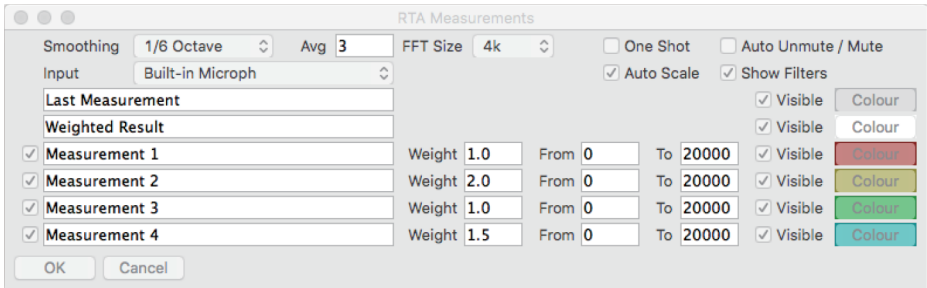 RTA Measurements
Smoothing 1/6 Octave Avg 3 FFT Size 4k One Shot Auto Unmute / Mute
Input Built-in Microph Auto Scale Show Filters
Last Measurement Visible Colour
Weighted Result Visible Colour
Measurement 1 Weight 1.0 From 0 To 20000 Visible Colour
Measurement 2 Weight 2.0 From 0 To 20000 Visible Colour
Measurement 3 Weight 1.0 From 0 To 20000 Visible Colour
Measurement 4 Weight 1.5 From 0 To 20000 Visible Colour
OK Cancel